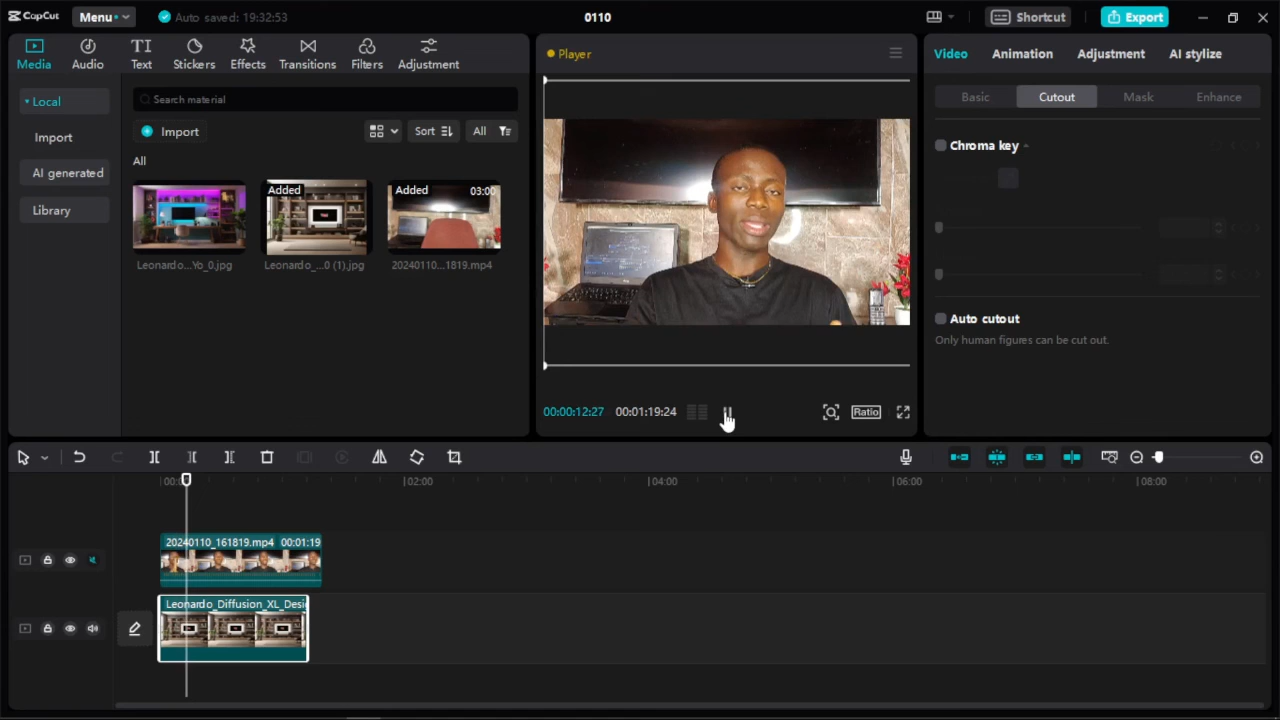 CapCut Menu Auto saved: 19:32:53 0110 Shortcut Export
Media Audio Text Stickers Effects Transitions Filters Adjustment
Local
Import
AI generated
Library
Search material
Import Sort All
All
Added Added 03:00
Leonardo...Yo_0.jpg Leonardo_...0 (1).jpg 20240110...1819.mp4
Player
00:00:12:27 00:01:19:24 Ratio
Video Animation Adjustment AI stylize
Basic Cutout Mask Enhance
Chroma key
Auto cutout
Only human figures can be cut out.
02:00 04:00 06:00 08:00
20240110_161819.mp4 00:01:19
Leonardo_Diffusion_XL_Desi